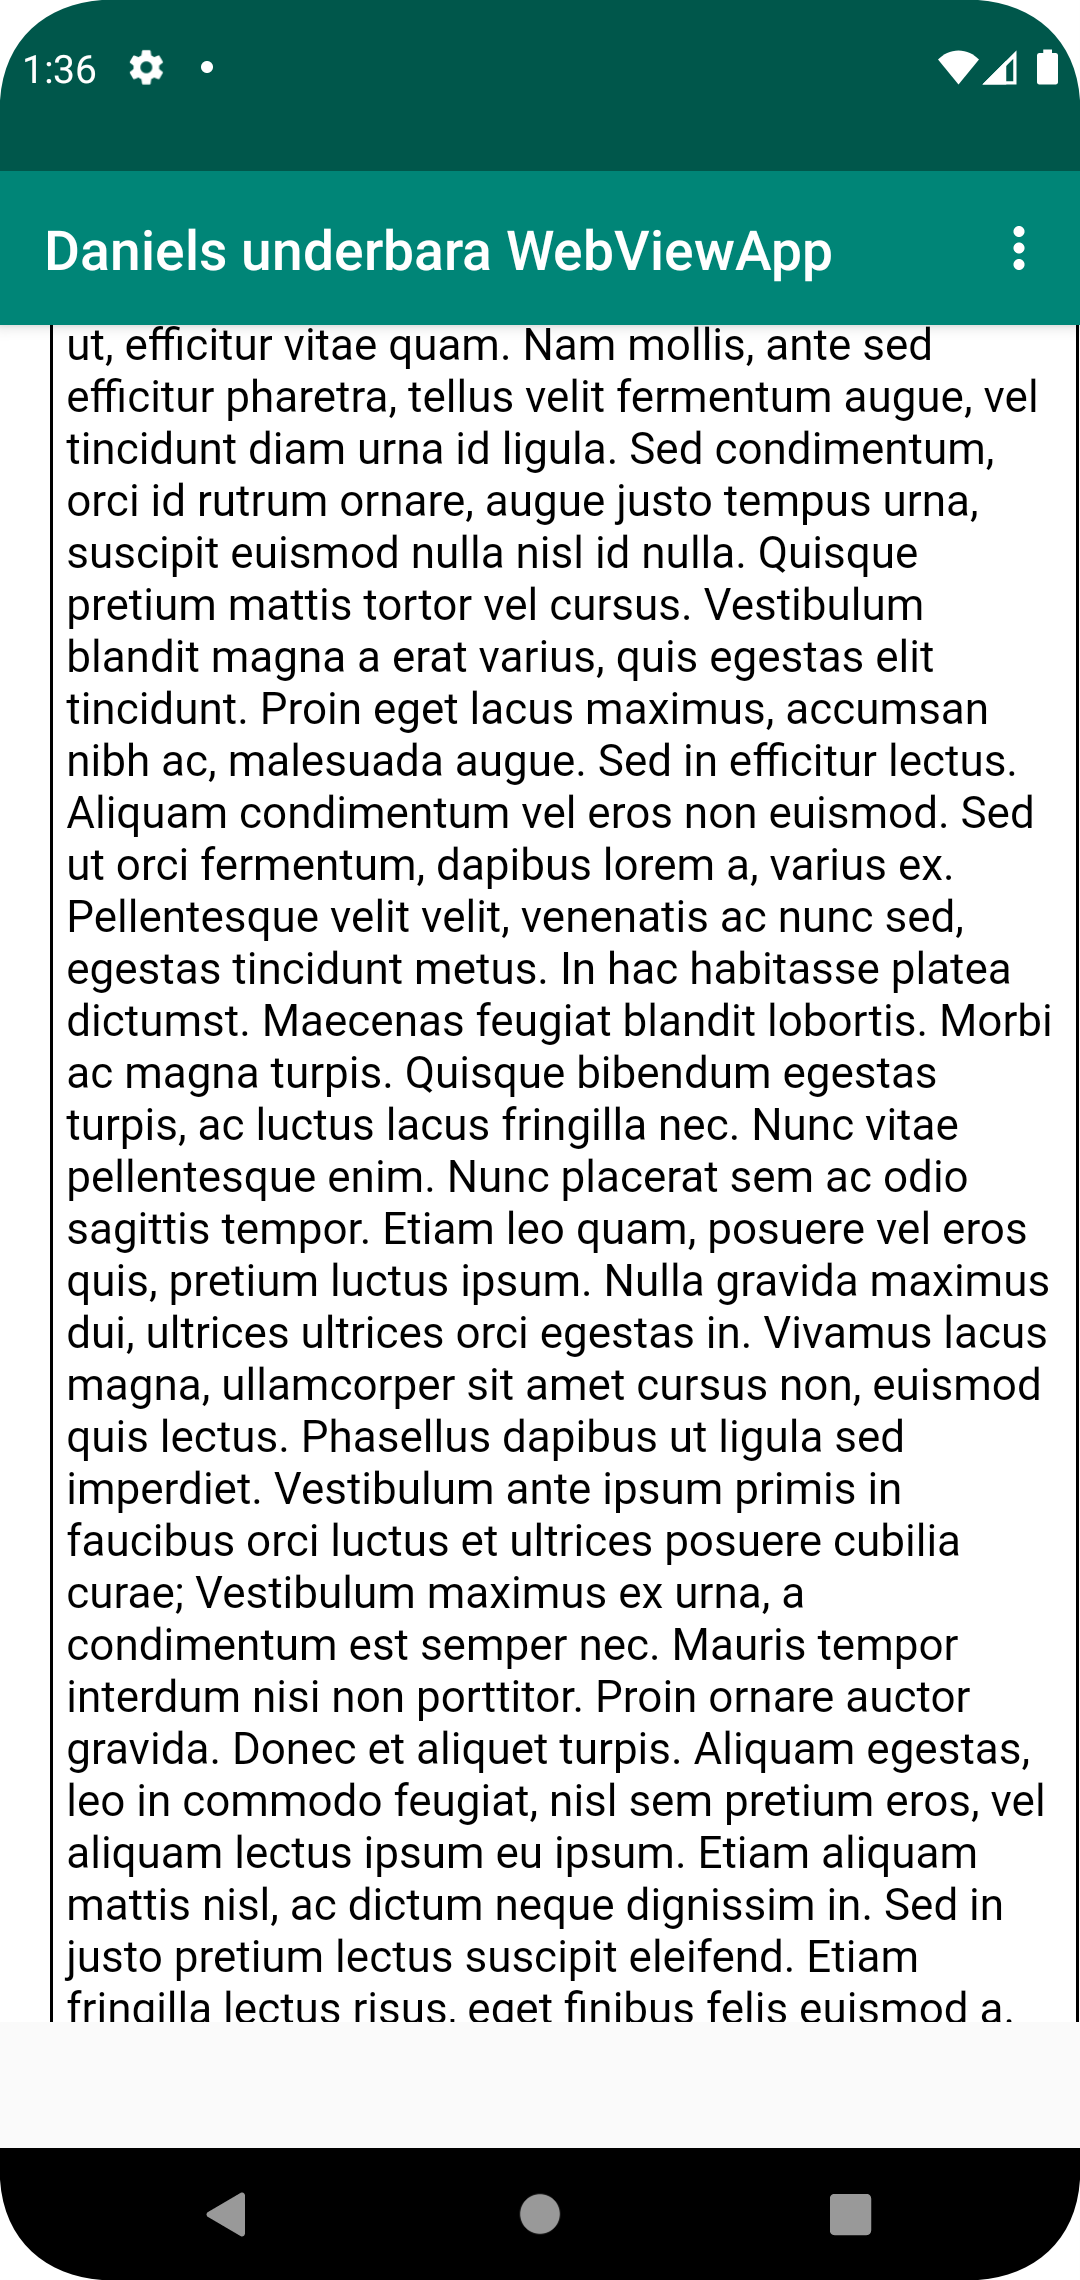 1:36
Daniels underbara WebViewApp
ut, efficitur vitae quam. Nam mollis, ante sed
efficitur pharetra, tellus velit fermentum augue, vel
tincidunt diam urna id ligula. Sed condimentum,
orci id rutrum ornare, augue justo tempus urna,
suscipit euismod nulla nisl id nulla. Quisque
pretium mattis tortor vel cursus. Vestibulum
blandit magna a erat varius, quis egestas elit
tincidunt. Proin eget lacus maximus, accumsan
nibh ac, malesuada augue. Sed in efficitur lectus.
Aliquam condimentum vel eros non euismod. Sed
ut orci fermentum, dapibus lorem a, varius ex.
Pellentesque velit velit, venenatis ac nunc sed,
egestas tincidunt metus. In hac habitasse platea
dictumst. Maecenas feugiat blandit lobortis. Morbi
ac magna turpis. Quisque bibendum egestas
turpis, ac luctus lacus fringilla nec. Nunc vitae
pellentesque enim. Nunc placerat sem ac odio
sagittis tempor. Etiam leo quam, posuere vel eros
quis, pretium luctus ipsum. Nulla gravida maximus
dui, ultrices ultrices orci egestas in. Vivamus lacus
magna, ullamcorper sit amet cursus non, euismod
quis lectus. Phasellus dapibus ut ligula sed
imperdiet. Vestibulum ante ipsum primis in
faucibus orci luctus et ultrices posuere cubilia
curae; Vestibulum maximus ex urna, a
condimentum est semper nec. Mauris tempor
interdum nisi non porttitor. Proin ornare auctor
gravida. Donec et aliquet turpis. Aliquam egestas,
leo in commodo feugiat, nisl sem pretium eros, vel
aliquam lectus ipsum eu ipsum. Etiam aliquam
mattis nisl, ac dictum neque dignissim in. Sed in
justo pretium lectus suscipit eleifend. Etiam
fringilla lectus risus, eget finibus felis euismod a.